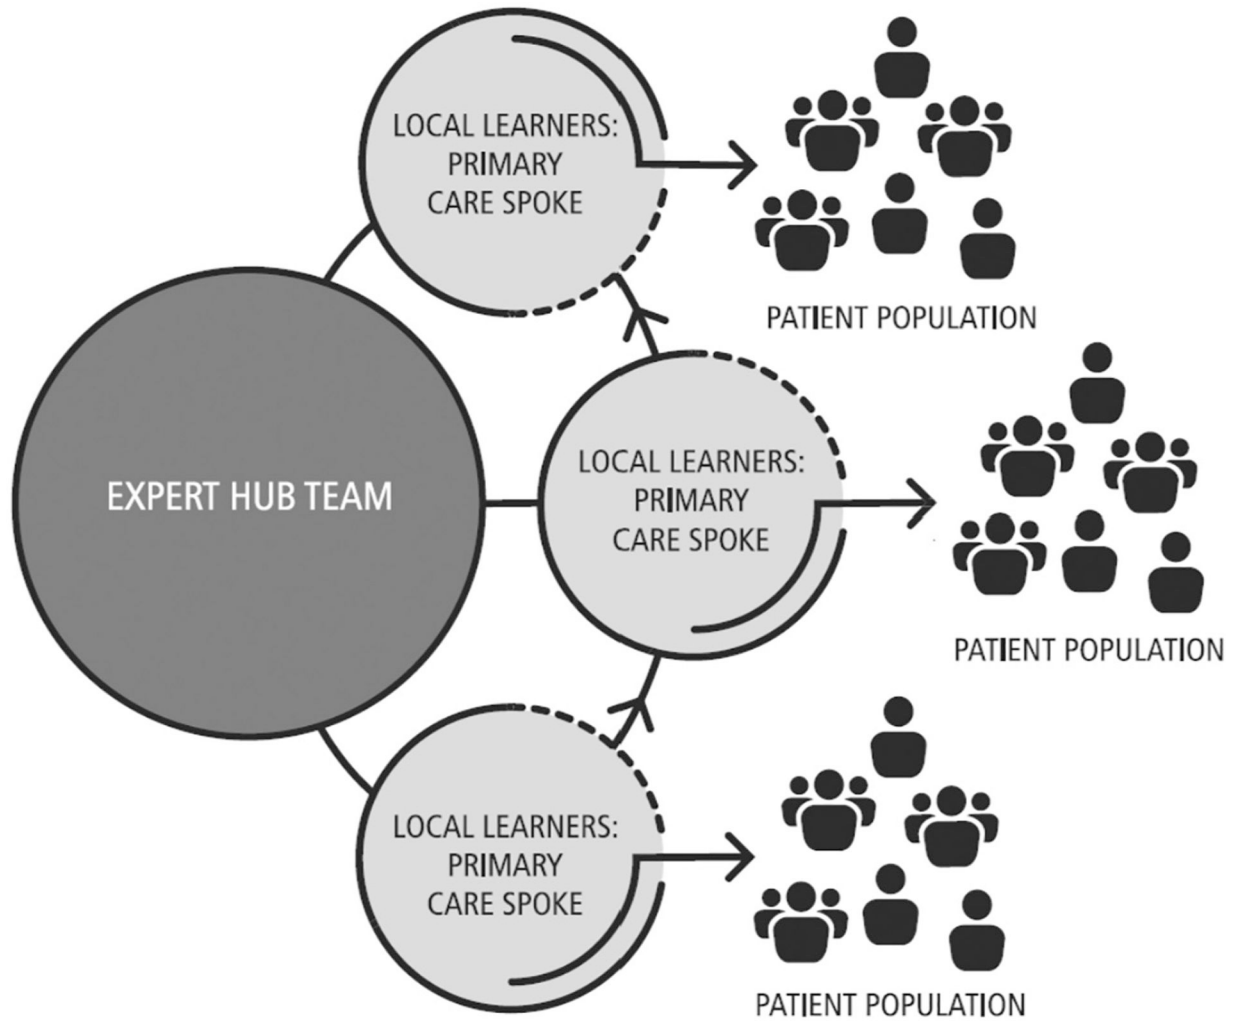 LOCAL LEARNERS:
PRIMARY
CARE SPOKE
PATIENT POPULATION
EXPERT HUB TEAM
LOCAL LEARNERS:
PRIMARY
CARE SPOKE
PATIENT POPULATION
LOCAL LEARNERS:
PRIMARY
CARE SPOKE
PATIENT POPULATION